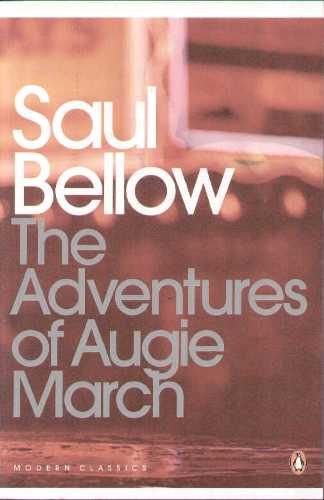 Saul
Bellow
The
Adventures
of Augie
March
MODERN CLASSICS